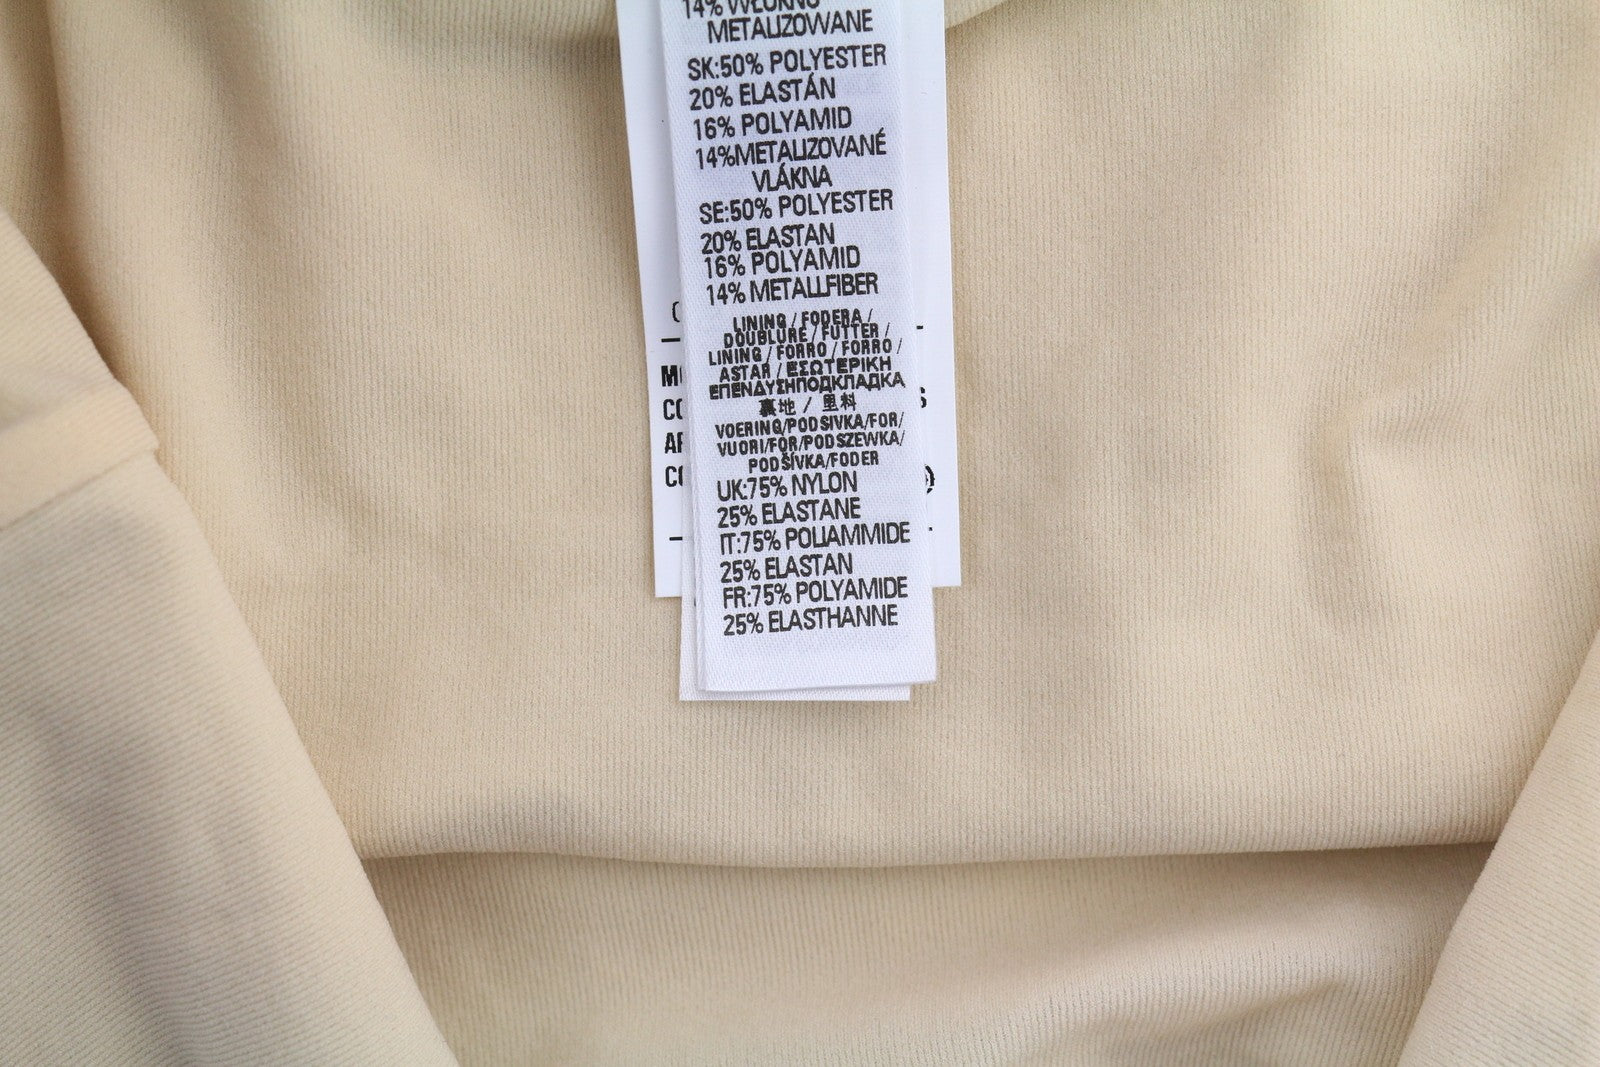 14% WŁÓKNO
METALIZOWANE
SK:50% POLYESTER
20% ELASTÁN
16% POLYAMID
14%METALIZOVANÉ
VLÁKNA
SE:50% POLYESTER
20% ELASTAN
16% POLYAMID
14% METALLFIBER
LINING / FODERA /
DOUBLURE / FUTTER /
LINING / FORRO / FORRO /
ASTAR / ΕΣΩΤΕΡΙΚΗ
ΕΠΕΝΔΥΣΗПОДКЛАДКА
裏地 / 里料
VOERING/PODSIVKA/FOR/
VUORI/FÖR/PODSZEWKA/
PODŠÍVKA/FODER
UK:75% NYLON
25% ELASTANE
IT:75% POLIAMMIDE
25% ELASTAN
FR:75% POLYAMIDE
25% ELASTHANNE